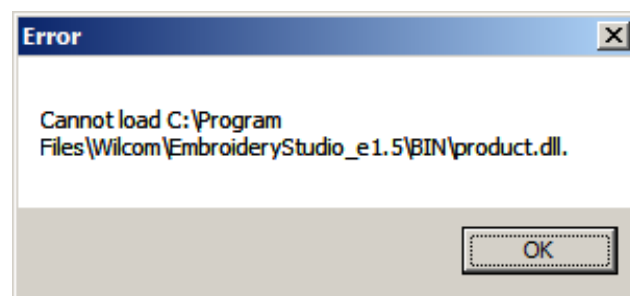 Error
Cannot load C:\Program
Files\Wilcom\EmbroideryStudio_e1.5\BIN\product.dll.
OK